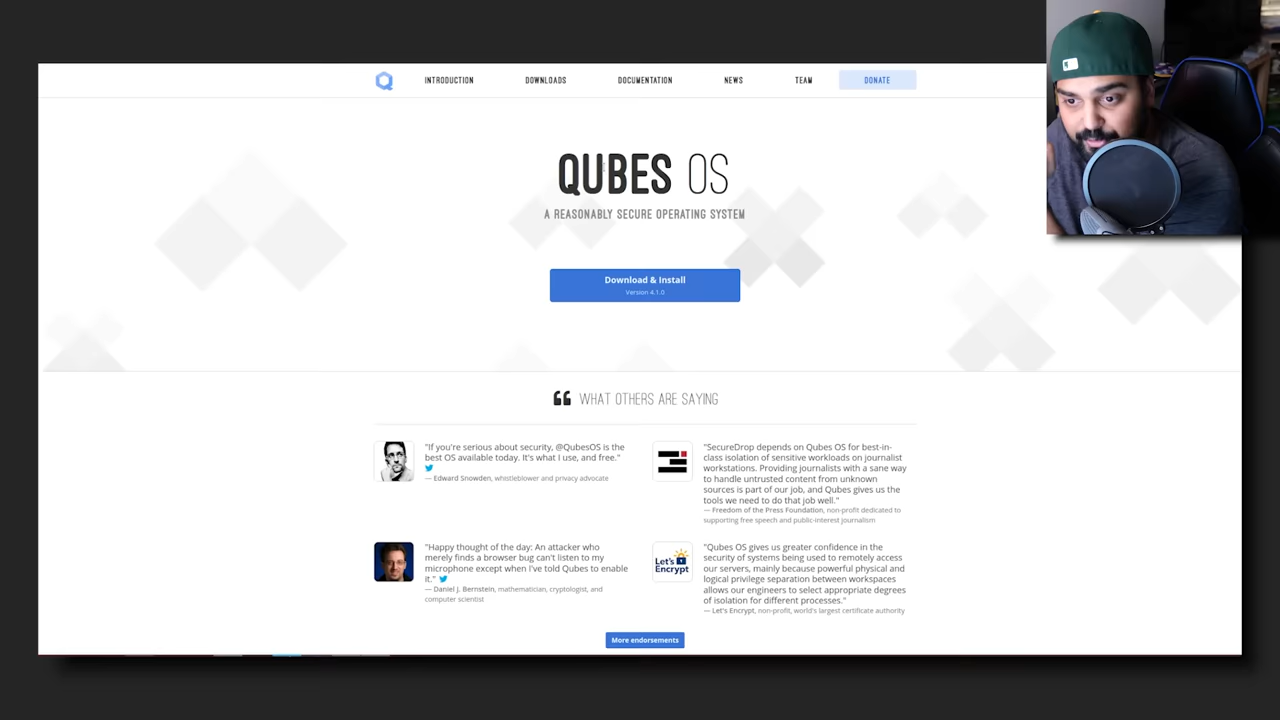 INTRODUCTION
DOWNLOADS
DOCUMENTATION
NEWS
TEAM
DONATE
QUBES OS
A REASONABLY SECURE OPERATING SYSTEM
Download & Install
Version 4.1.0
WHAT OTHERS ARE SAYING
"If you're serious about security, @QubesOS is the
best OS available today. It's what I use, and free."
— Edward Snowden, whistleblower and privacy advocate
"SecureDrop depends on Qubes OS for best-in-
class isolation of sensitive workloads on journalist
workstations. Providing journalists with a sane way
to handle untrusted content from unknown
sources is part of our job, and Qubes gives us the
tools we need to do that job well."
— Freedom of the Press Foundation, non-profit dedicated to
supporting free speech and public-interest journalism
"Happy thought of the day: An attacker who
merely finds a browser bug can't listen to my
microphone except when I've told Qubes to enable
it."
— Daniel J. Bernstein, mathematician, cryptologist, and
computer scientist
Let's
Encrypt
"Qubes OS gives us greater confidence in the
security of systems being used to remotely access
our servers, mainly because powerful physical and
logical privilege separation between workspaces
allows our engineers to select appropriate degrees
of isolation for different processes."
— Let's Encrypt, non-profit, world's largest certificate authority
More endorsements